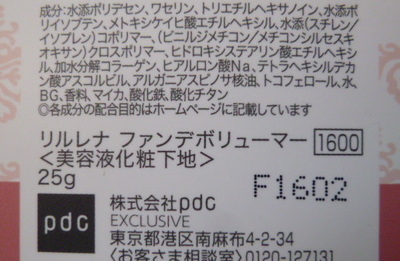 成分:水添ポリデセン、ワセリン、トリエチルヘキサノイン、水添ポ
リイソブテン、メトキシケイヒ酸エチルヘキシル、水添(スチレン/
イソプレン)コポリマー、(ビニルジメチコン/メチコンシルセスキ
オキサン)クロスポリマー、ヒドロキシステアリン酸エチルヘキシ
ル、加水分解コラーゲン、ヒアルロン酸Na、テトラヘキシルデカ
ン酸アスコルビル、アルガニアスピノサ核油、トコフェロール、水、
BG、香料、マイカ、酸化鉄、酸化チタン
◎各成分の配合目的はホームページに記載しています
リルレナ ファンデボリューマー 1600
<美容液化粧下地>
25g
F1602
pdc
株式会社pdc
EXCLUSIVE
東京都港区南麻布4-2-34
<お客さま相談室>0120-127131